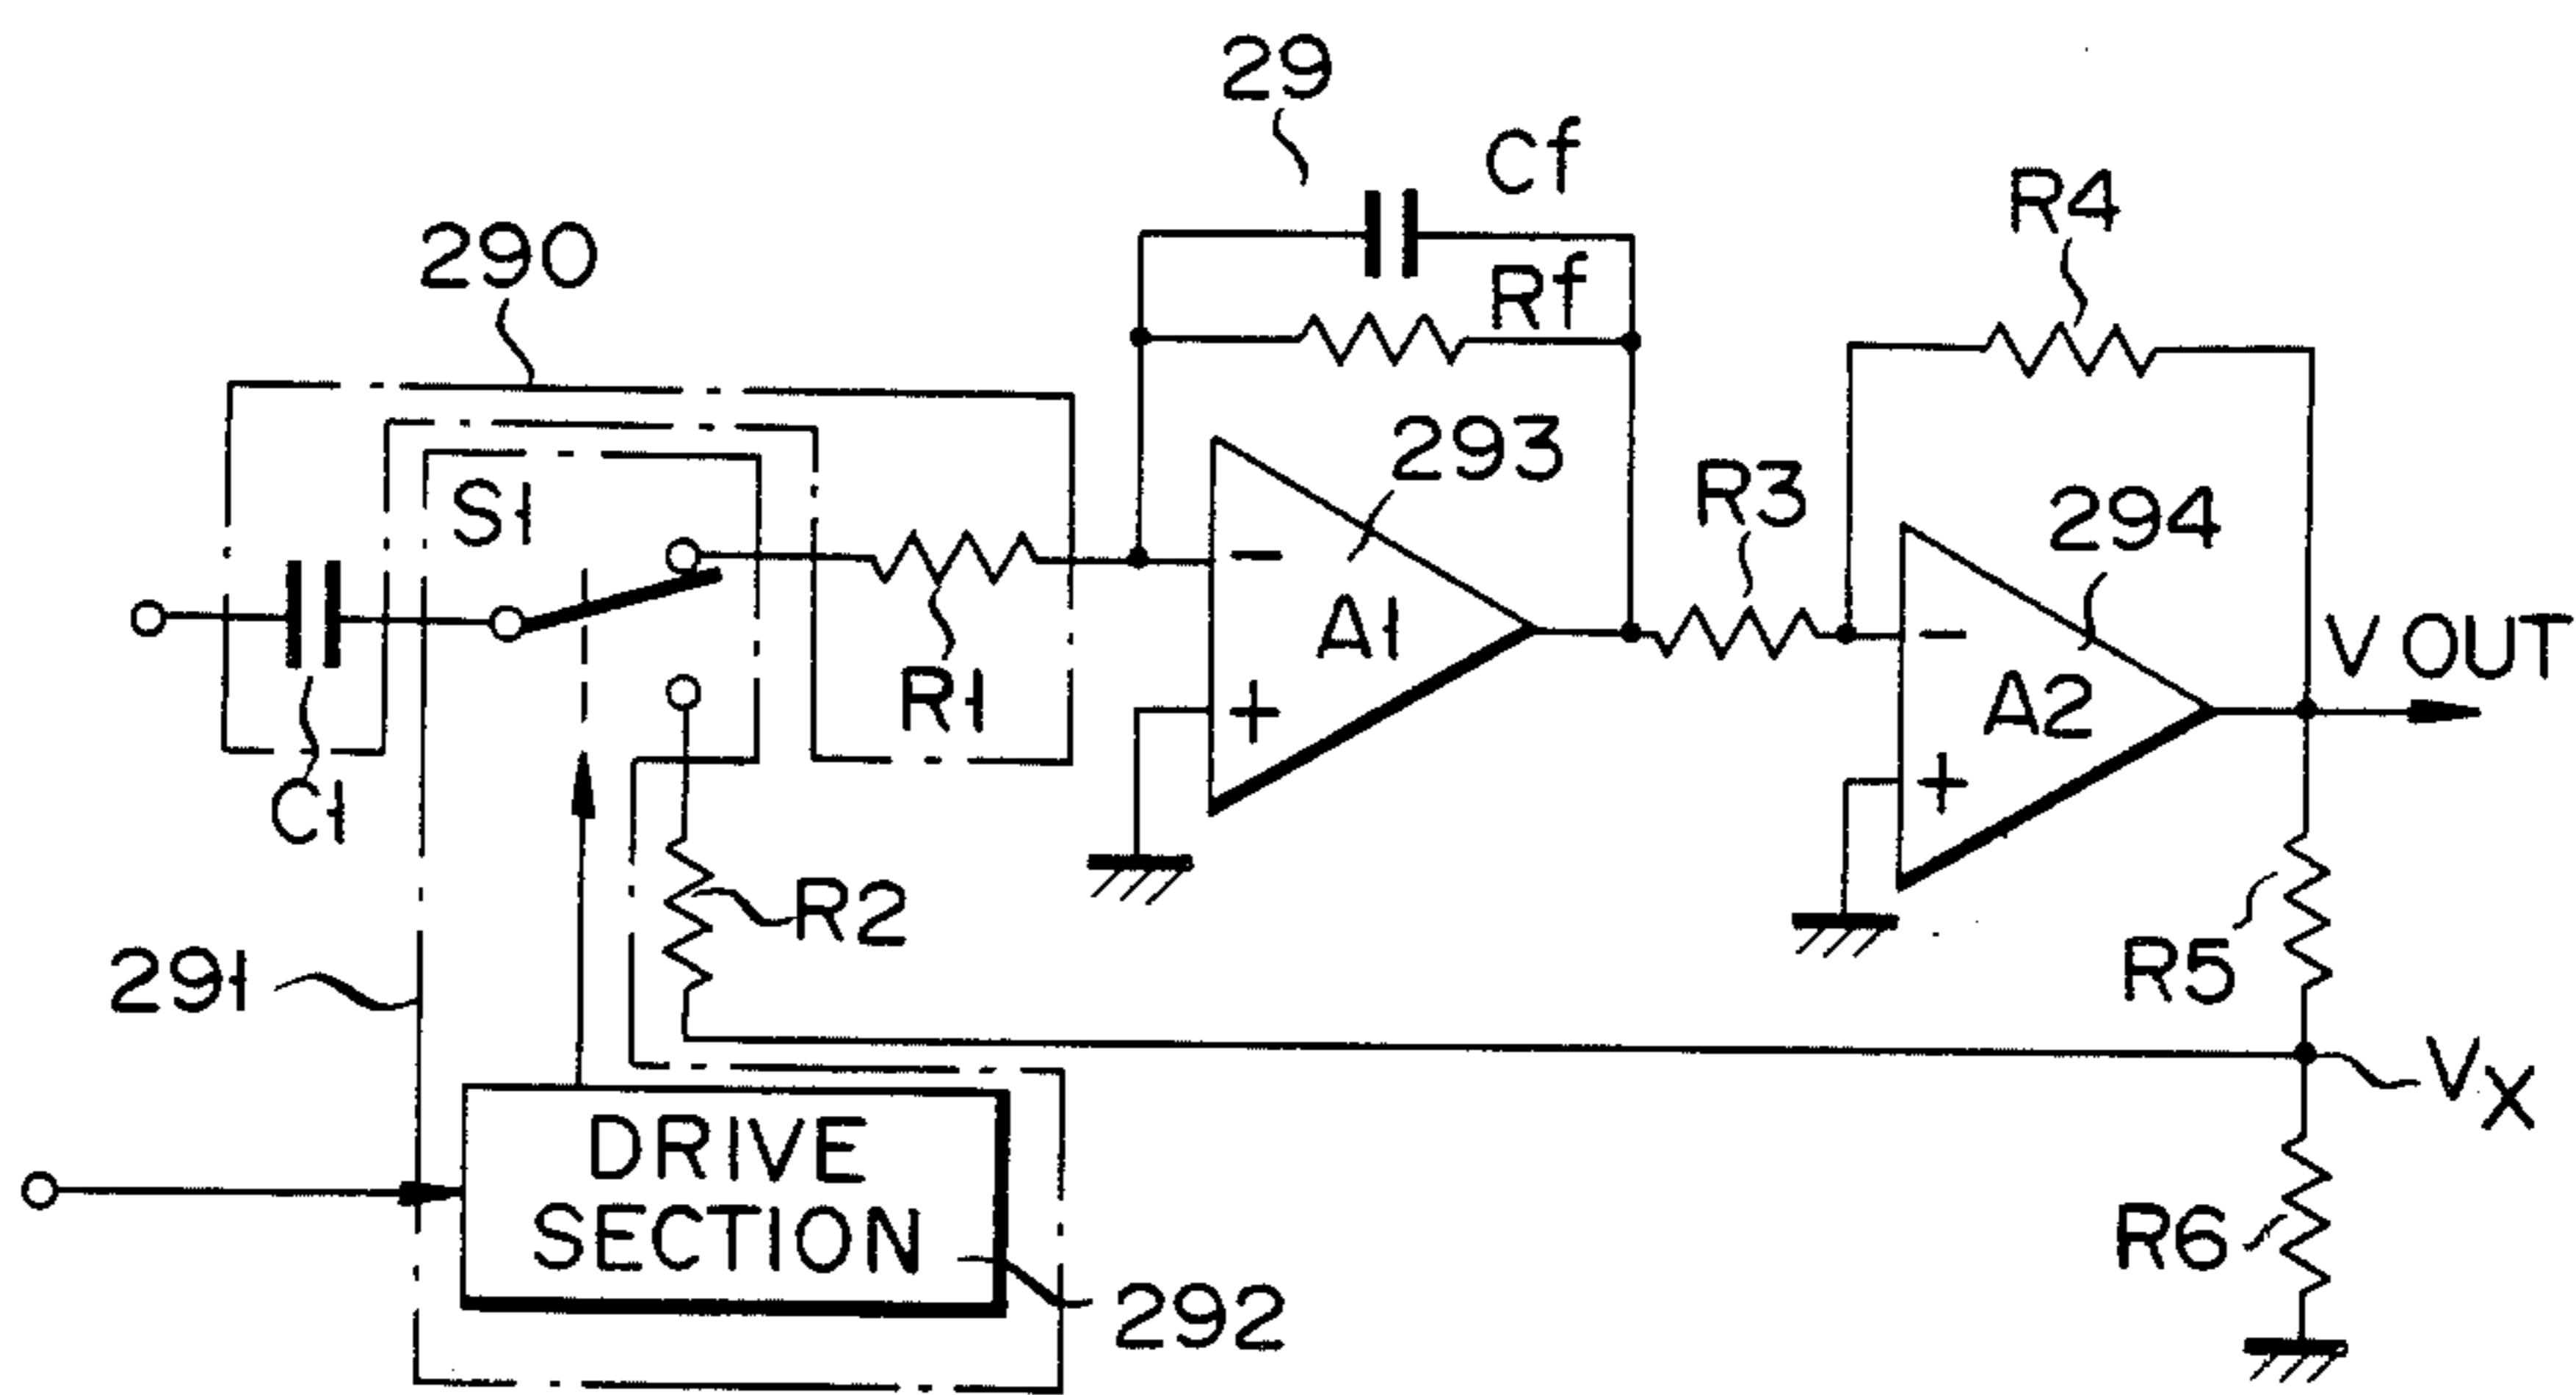 29
Cf
R4
290
Rf
293
R3
294
S1
A1
V OUT
R1
A2
C1
R2
R5
291
VX
DRIVE
SECTION
R6
292
-
+
-
+